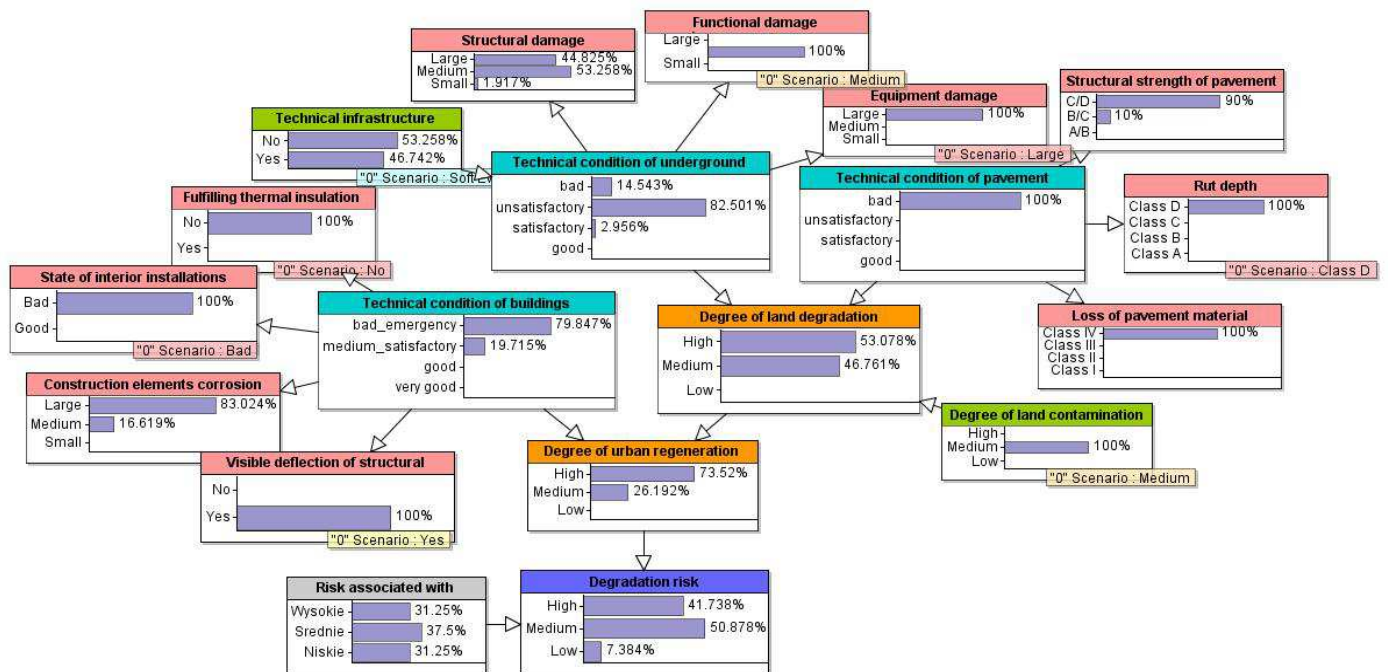 Functional damage
Large
100%
Small
"0" Scenario : Medium
Structural damage
Large 44.825%
Medium 53.258%
Small 1.917%
Structural strength of pavement
C/D 90%
B/C 10%
A/B
Equipment damage
Large 100%
Medium
Small
"0" Scenario : Large
Technical infrastructure
No 53.258%
Yes 46.742%
"0" Scenario : Soft
Technical condition of underground
bad 14.543%
unsatisfactory 82.501%
satisfactory 2.956%
good
Technical condition of pavement
bad 100%
unsatisfactory
satisfactory
good
Rut depth
Class D 100%
Class C
Class B
Class A
"0" Scenario : Class D
Fulfilling thermal insulation
No 100%
Yes
"0" Scenario : No
State of interior installations
Bad 100%
Good
"0" Scenario : Bad
Technical condition of buildings
bad_emergency 79.847%
medium_satisfactory 19.715%
good
very good
Degree of land degradation
High 53.078%
Medium 46.761%
Low
Loss of pavement material
Class IV 100%
Class III
Class II
Class I
Construction elements corrosion
Large 83.024%
Medium 16.619%
Small
Degree of land contamination
High
Medium 100%
Low
"0" Scenario : Medium
Visible deflection of structural
No
Yes 100%
"0" Scenario : Yes
Degree of urban regeneration
High 73.52%
Medium 26.192%
Low
Risk associated with
Wysokie 31.25%
Srednie 37.5%
Niskie 31.25%
Degradation risk
High 41.738%
Medium 50.878%
Low 7.384%